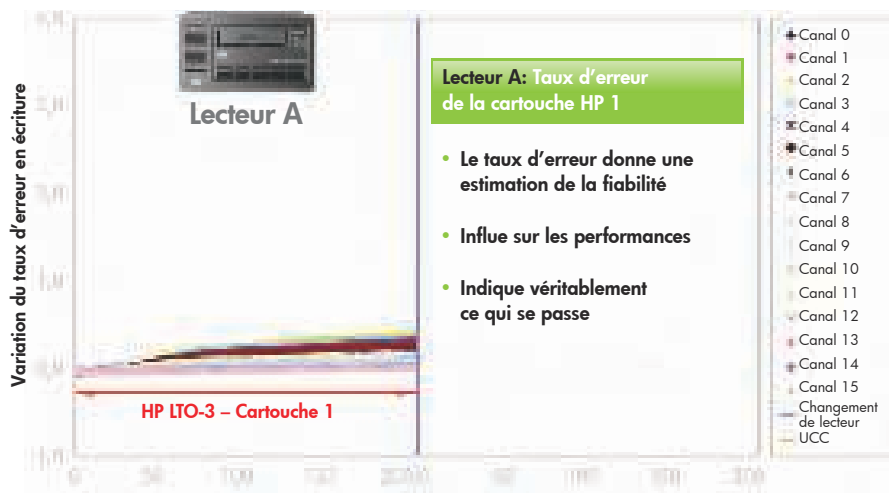 Variation du taux d'erreur en écriture
Lecteur A
Lecteur A: Taux d'erreur
de la cartouche HP 1
• Le taux d'erreur donne une
estimation de la fiabilité
• Influe sur les performances
• Indique véritablement
ce qui se passe
HP LTO-3 – Cartouche 1
Canal 0
Canal 1
Canal 2
Canal 3
Canal 4
Canal 5
Canal 6
Canal 7
Canal 8
Canal 9
Canal 10
Canal 11
Canal 12
Canal 13
Canal 14
Canal 15
Changement
de lecteur
UCC